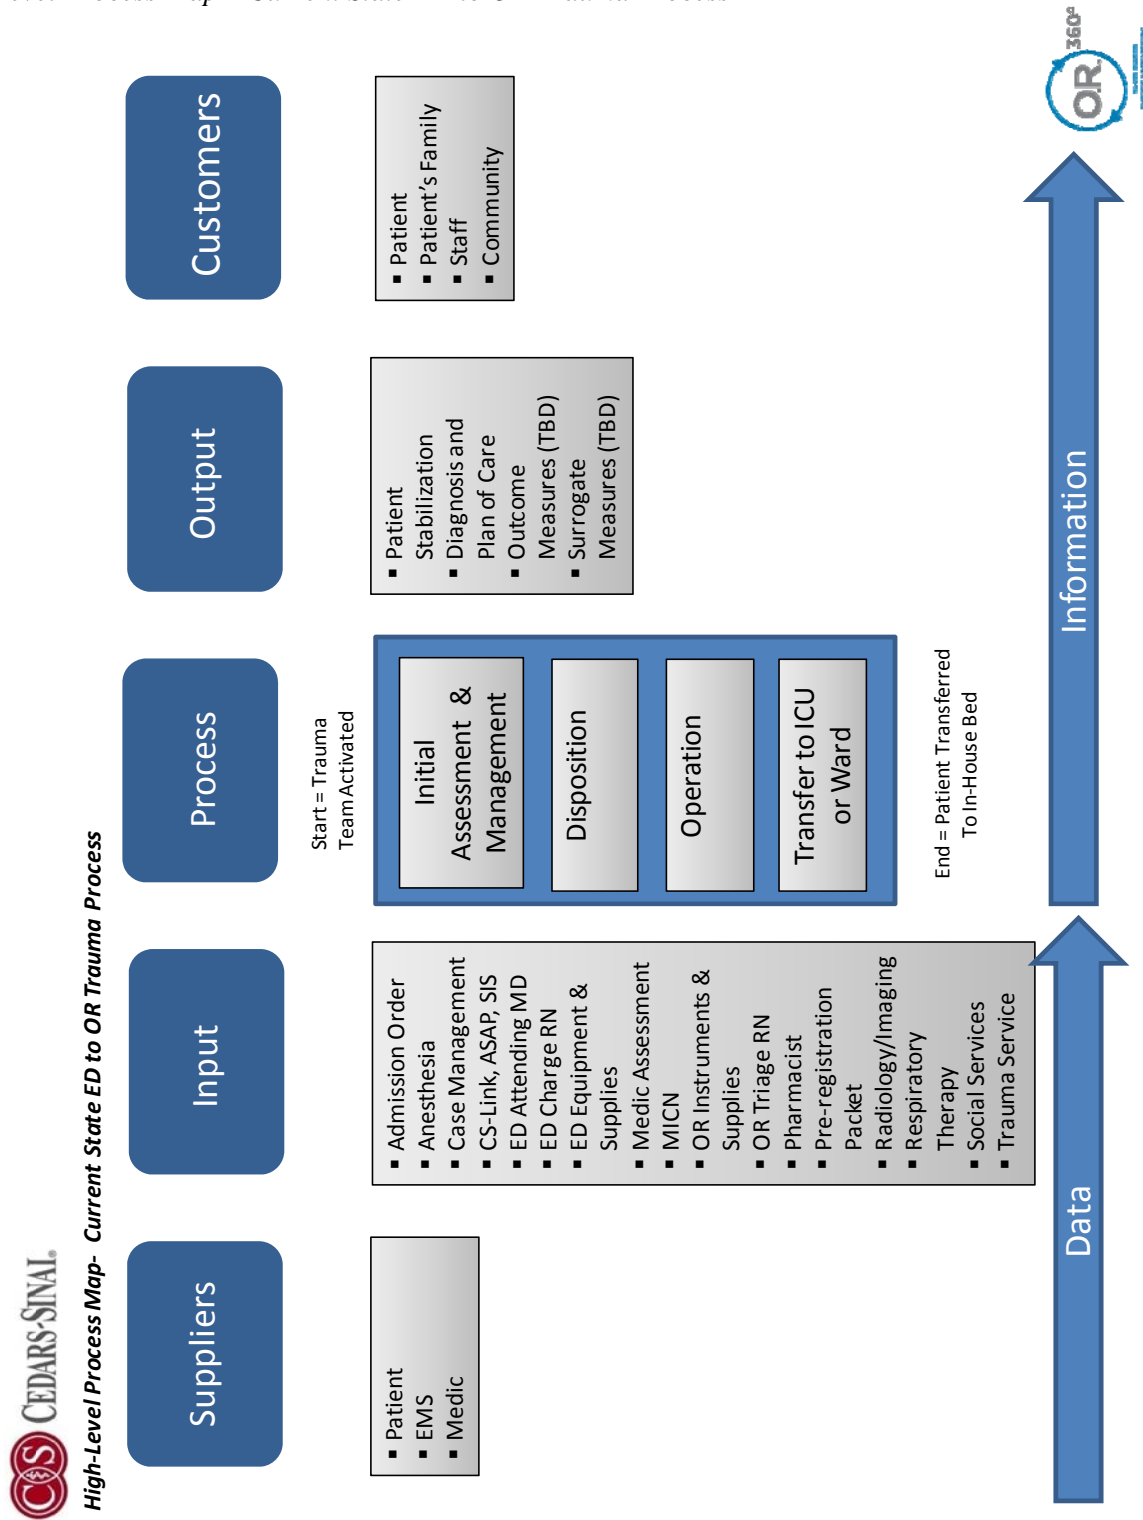 CEDARS-SINAI.
High-Level Process Map- Current State ED to OR Trauma Process
Suppliers
▪ Patient
▪ EMS
▪ Medic
Input
▪ Admission Order
▪ Anesthesia
▪ Case Management
▪ CS-Link, ASAP, SIS
▪ ED Attending MD
▪ ED Charge RN
▪ ED Equipment &
Supplies
▪ Medic Assessment
▪ MICN
▪ OR Instruments &
Supplies
▪ OR Triage RN
▪ Pharmacist
▪ Pre-registration
Packet
▪ Radiology/Imaging
▪ Respiratory
Therapy
▪ Social Services
▪ Trauma Service
Process
Start = Trauma
Team Activated
Initial
Assessment &
Management
Disposition
Operation
Transfer to ICU
or Ward
End = Patient Transferred
To In-House Bed
Output
▪ Patient
Stabilization
▪ Diagnosis and
Plan of Care
▪ Outcome
Measures (TBD)
▪ Surrogate
Measures (TBD)
Customers
▪ Patient
▪ Patient's Family
▪ Staff
▪ Community
Data
Information
O.R. 360°